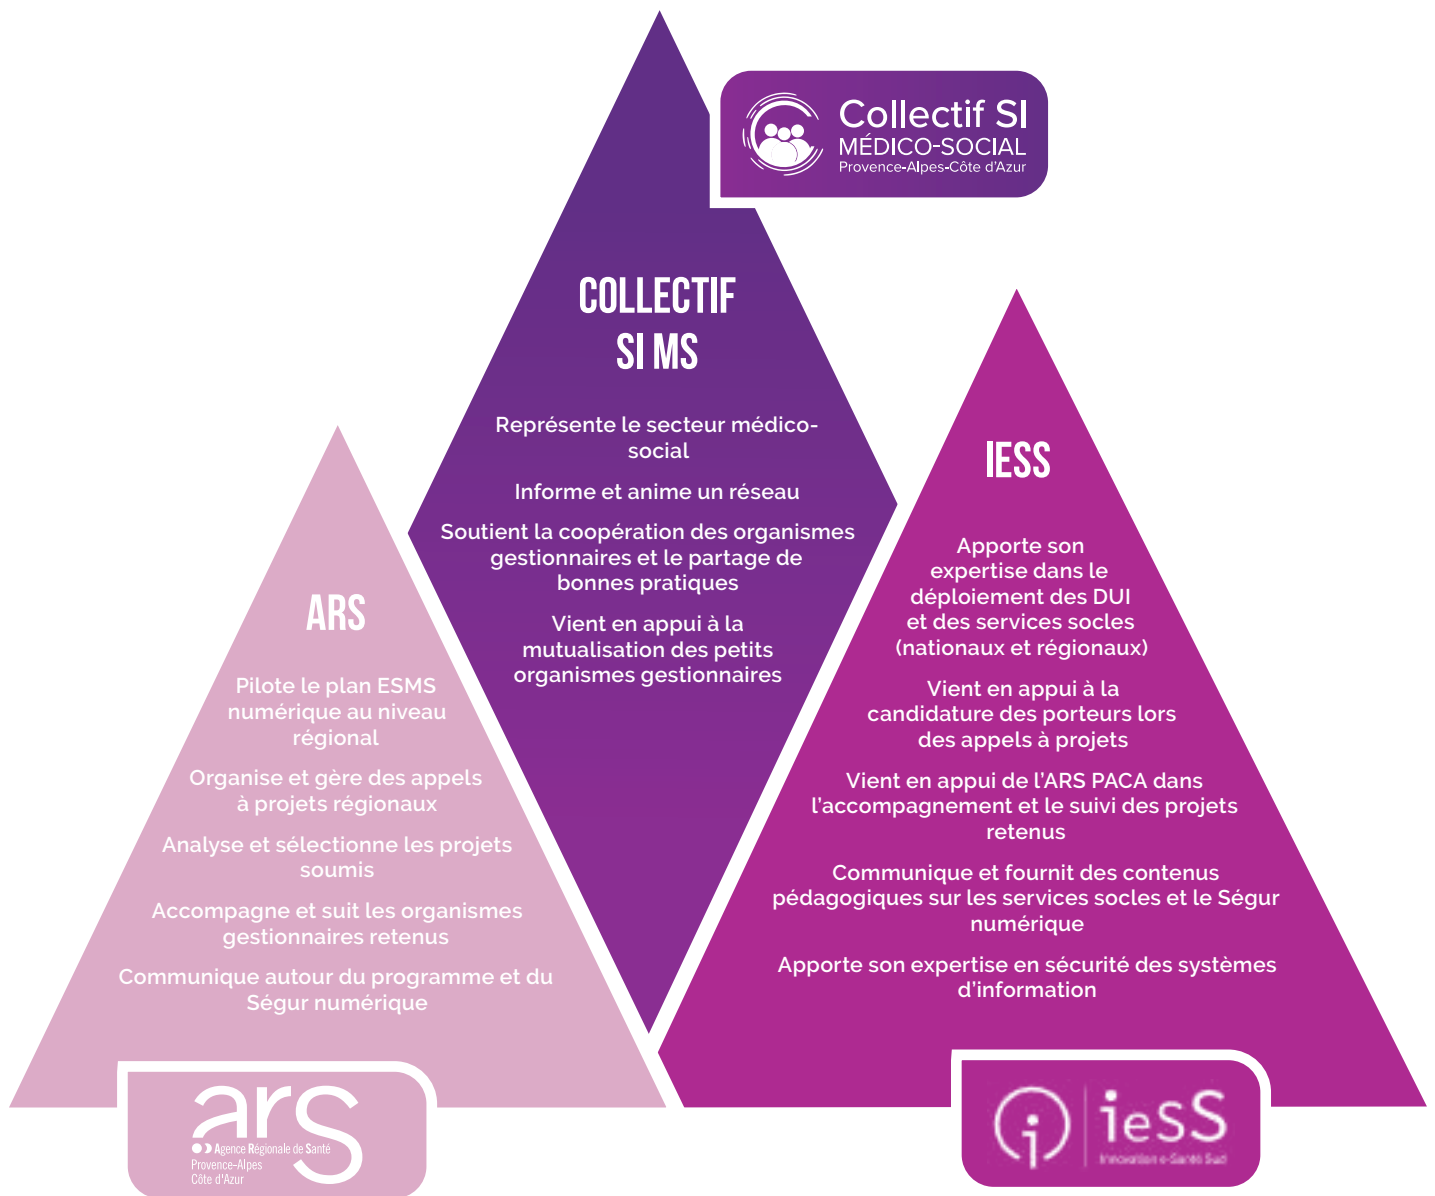 Collectif SI
MÉDICO-SOCIAL
Provence-Alpes-Côte d'Azur
COLLECTIF
SI MS
Représente le secteur médico-
social
Informe et anime un réseau
Soutient la coopération des organismes
gestionnaires et le partage de
bonnes pratiques
Vient en appui à la
mutualisation des petits
organismes gestionnaires
ARS
Pilote le plan ESMS
numérique au niveau
régional
Organise et gère des appels
à projets régionaux
Analyse et sélectionne les projets
soumis
Accompagne et suit les organismes
gestionnaires retenus
Communique autour du programme et du
Ségur numérique
ars
Agence Régionale de Santé
Provence-Alpes
Côte d'Azur
IESS
Apporte son
expertise dans le
déploiement des DUI
et des services socles
(nationaux et régionaux)
Vient en appui à la
candidature des porteurs lors
des appels à projets
Vient en appui de l'ARS PACA dans
l'accompagnement et le suivi des projets
retenus
Communique et fournit des contenus
pédagogiques sur les services socles et le Ségur
numérique
Apporte son expertise en sécurité des systèmes
d'information
ieSS
Innovation e-Santé Sud